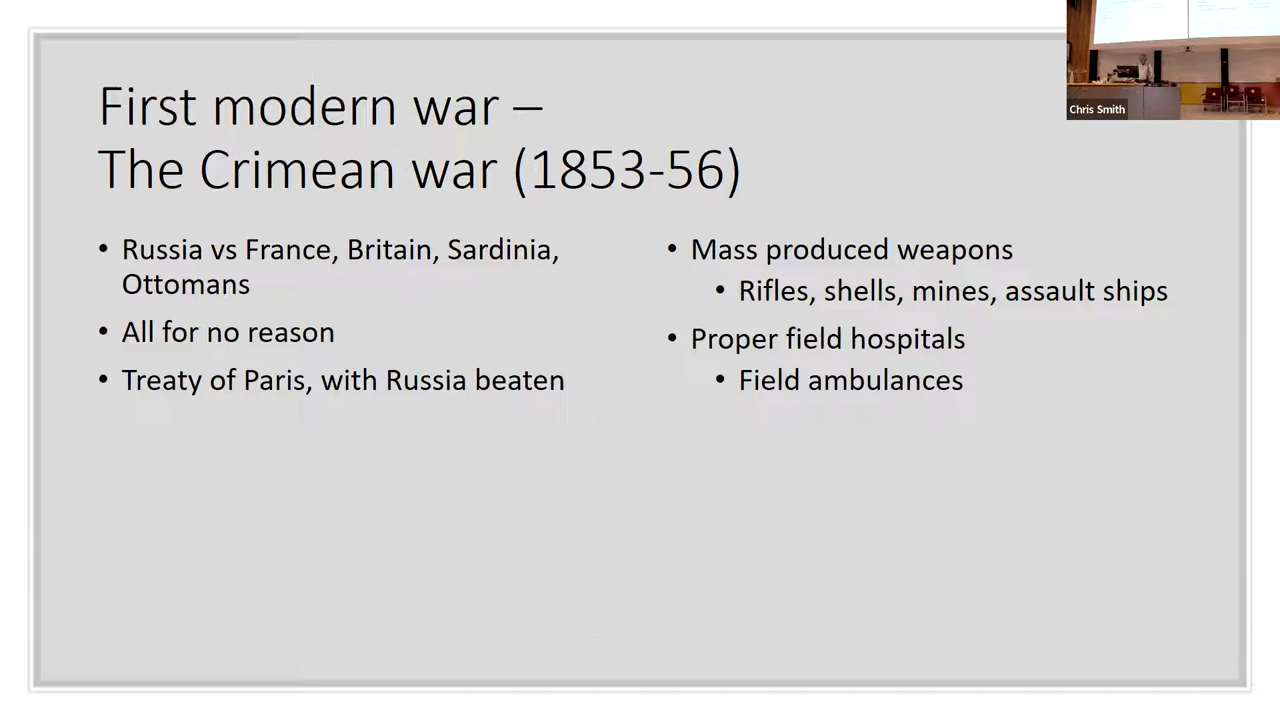 First modern war –
The Crimean war (1853-56)
• Russia vs France, Britain, Sardinia,
Ottomans
• All for no reason
• Treaty of Paris, with Russia beaten
• Mass produced weapons
• Rifles, shells, mines, assault ships
• Proper field hospitals
• Field ambulances
Chris Smith